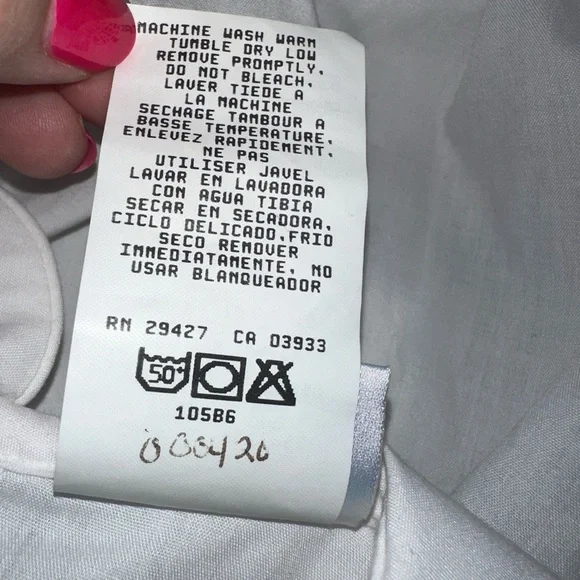 MACHINE WASH WARM
TUMBLE DRY LOW
REMOVE PROMPTLY.
DO NOT BLEACH.
LAVER TIEDE A
LA MACHINE
SECHAGE TAMBOUR A
BASSE TEMPERATURE.
ENLEVEZ RAPIDEMENT.
NE PAS
UTILISER JAVEL
LAVAR EN LAVADORA
CON AGUA TIBIA
SECAR EN SECADORA,
CICLO DELICADO,FRIO
SECO REMOVER
IMMEDIATAMENTE. NO
USAR BLANQUEADOR
RN 29427 CA 03933
50°
105B6